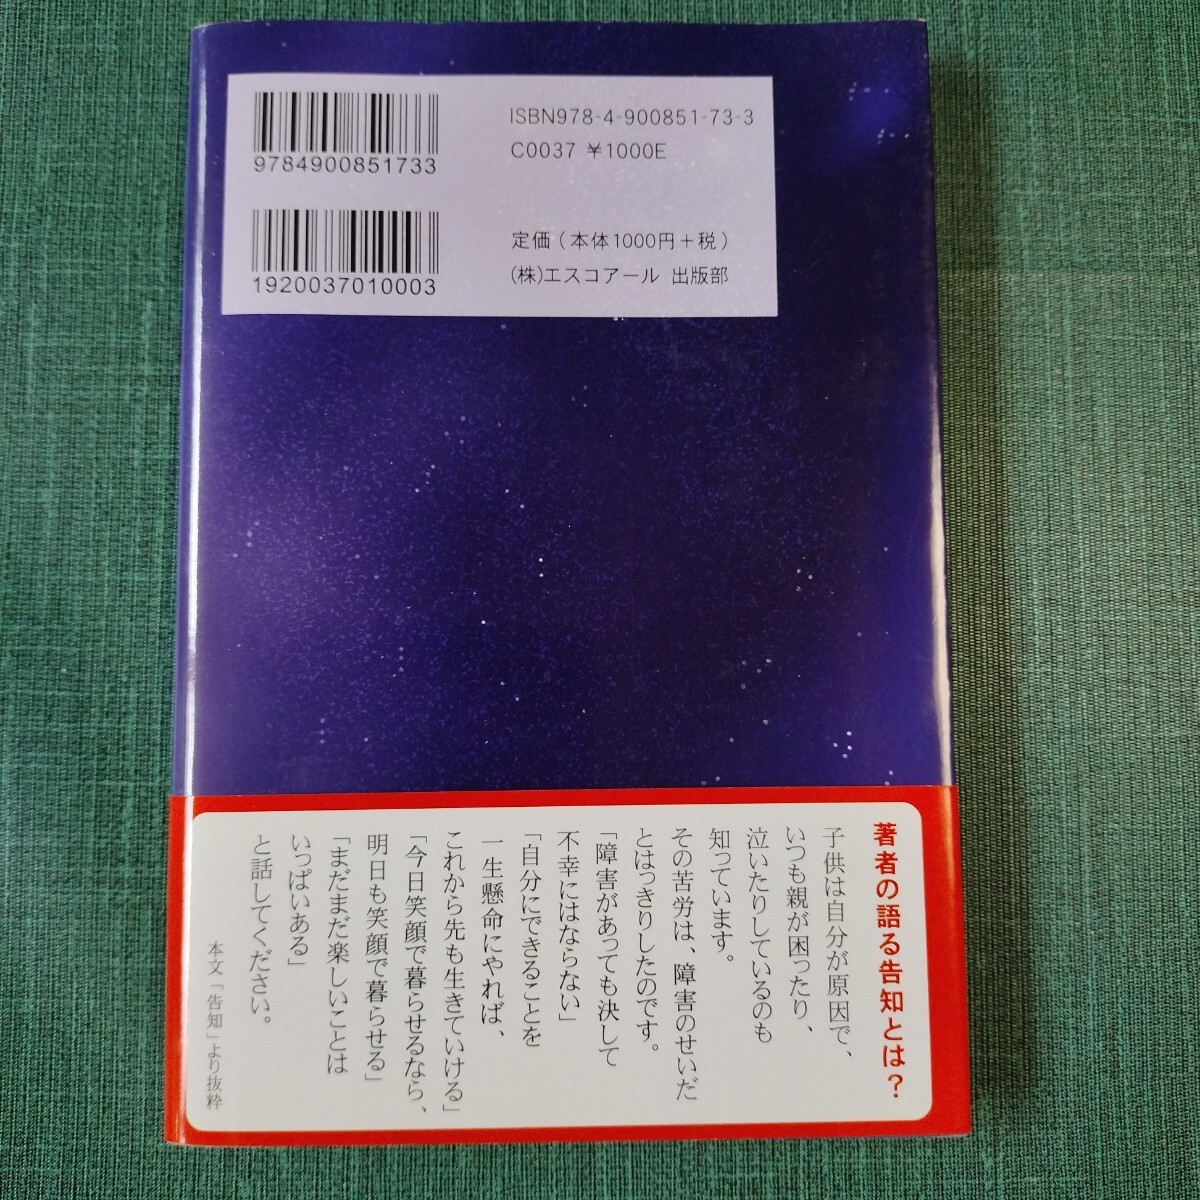 ISBN978-4-900851-73-3
C0037 ¥1000E
9784900851733
定価(本体1000円+税)
(株)エスコアール 出版部
1920037010003
著者の語る告知とは?
子供は自分が原因で、
いつも親が困ったり、
泣いたりしているのも
知っています。
その苦労は、障害のせいだ
とはっきりしたのです。
「障害があっても決して
不幸にはならない」
「自分にできることを
一生懸命にやれば、
これから先も生きていける」
「今日笑顔で暮らせるなら、
明日も笑顔で暮らせる」
「まだまだ楽しいことは
いっぱいある」
と話してください。
本文「告知」より抜粋